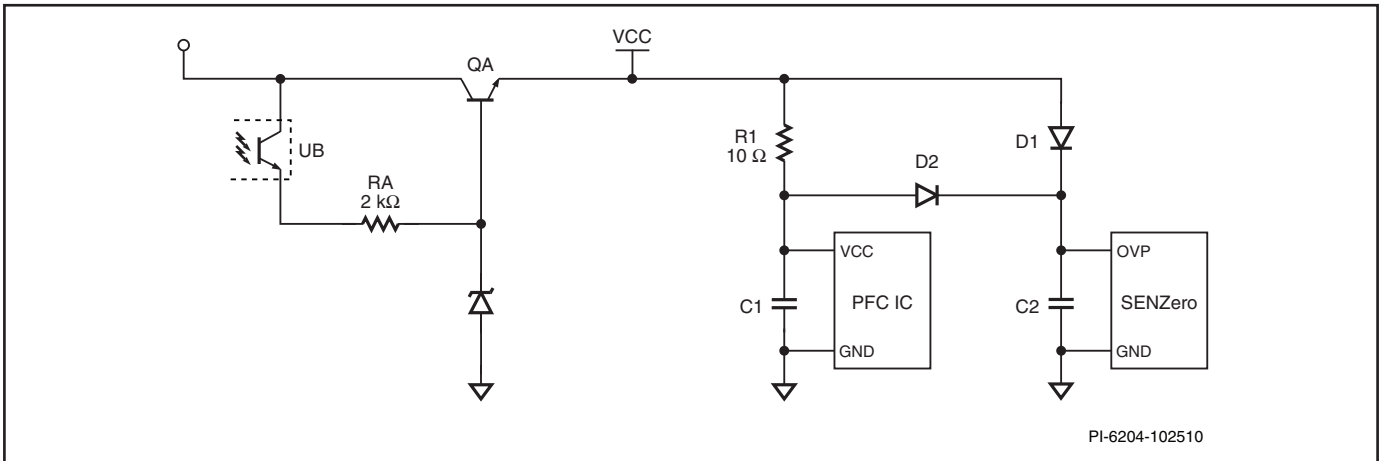 VCC
QA
UB
RA
2 kΩ
R1
10 Ω
D1
D2
VCC
PFC IC
GND
C1
OVP
SENZero
GND
C2
PI-6204-102510